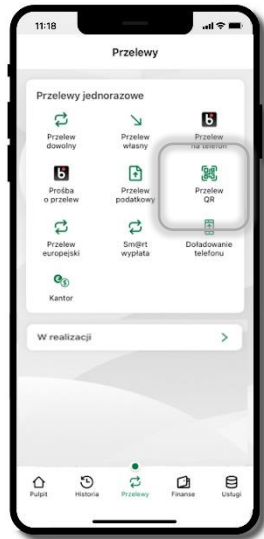 11:18
Przelewy
Przelewy jednorazowe
Przelew
dowolny
Przelew
własny
Przelew
na telefon
Prośba
o przelew
Przelew
podatkowy
Przelew
QR
Przelew
europejski
Sm@rt
wypłata
Doładowanie
telefonu
Kantor
W realizacji
Pulpit
Historia
Przelewy
Finanse
Usługi